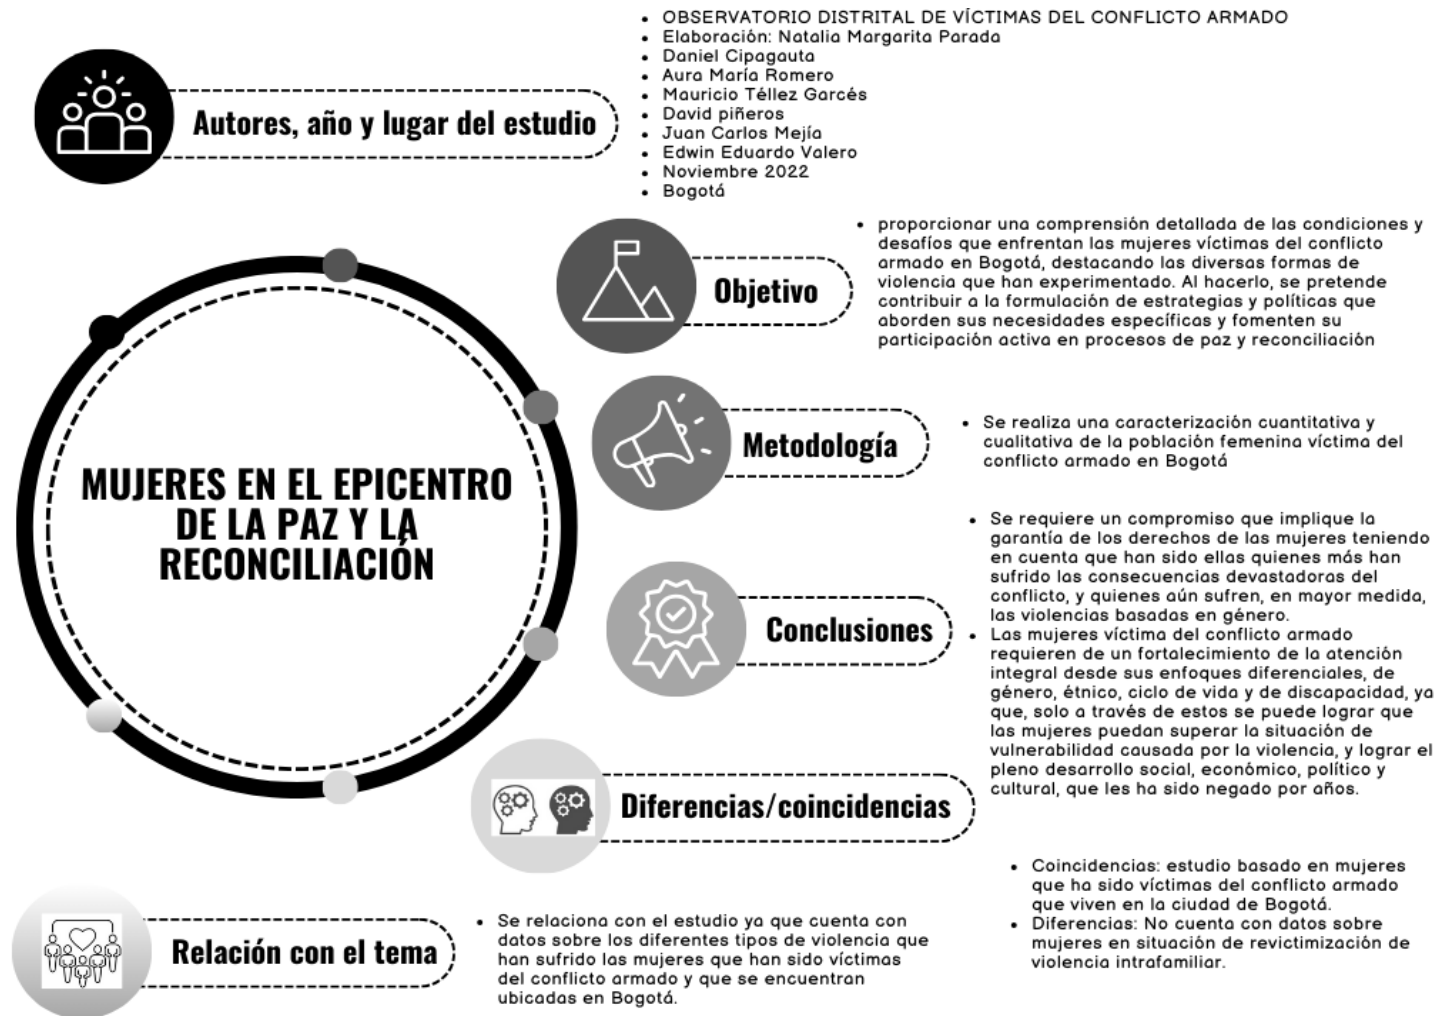 • OBSERVATORIO DISTRITAL DE VÍCTIMAS DEL CONFLICTO ARMADO
• Elaboración: Natalia Margarita Parada
• Daniel Cipagauta
• Aura María Romero
• Mauricio Téllez Garcés
• David piñeros
• Juan Carlos Mejía
• Edwin Eduardo Valero
• Noviembre 2022
• Bogotá
Autores, año y lugar del estudio
MUJERES EN EL EPICENTRO
DE LA PAZ Y LA
RECONCILIACIÓN
Objetivo
• proporcionar una comprensión detallada de las condiciones y
desafíos que enfrentan las mujeres víctimas del conflicto
armado en Bogotá, destacando las diversas formas de
violencia que han experimentado. Al hacerlo, se pretende
contribuir a la formulación de estrategias y políticas que
aborden sus necesidades específicas y fomenten su
participación activa en procesos de paz y reconciliación
Metodología
• Se realiza una caracterización cuantitativa y
cualitativa de la población femenina víctima del
conflicto armado en Bogotá
Conclusiones
• Se requiere un compromiso que implique la
garantía de los derechos de las mujeres teniendo
en cuenta que han sido ellas quienes más han
sufrido las consecuencias devastadoras del
conflicto, y quienes aún sufren, en mayor medida,
las violencias basadas en género.
• Las mujeres víctima del conflicto armado
requieren de un fortalecimiento de la atención
integral desde sus enfoques diferenciales, de
género, étnico, ciclo de vida y de discapacidad, ya
que, solo a través de estos se puede lograr que
las mujeres puedan superar la situación de
vulnerabilidad causada por la violencia, y lograr el
pleno desarrollo social, económico, político y
cultural, que les ha sido negado por años.
Diferencias/coincidencias
• Coincidencias: estudio basado en mujeres
que ha sido víctimas del conflicto armado
que viven en la ciudad de Bogotá.
• Diferencias: No cuenta con datos sobre
mujeres en situación de revictimización de
violencia intrafamiliar.
Relación con el tema
• Se relaciona con el estudio ya que cuenta con
datos sobre los diferentes tipos de violencia que
han sufrido las mujeres que han sido víctimas
del conflicto armado y que se encuentran
ubicadas en Bogotá.